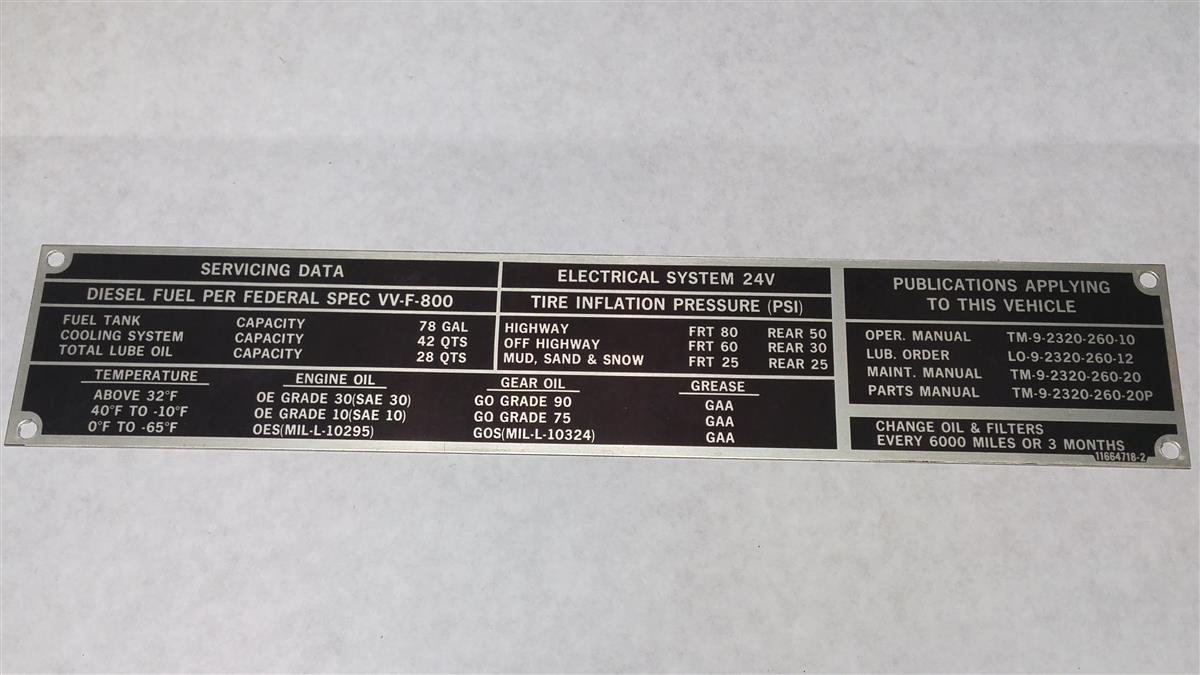 SERVICING DATA
DIESEL FUEL PER FEDERAL SPEC VV-F-800
FUEL TANK CAPACITY 78 GAL
COOLING SYSTEM CAPACITY 42 QTS
TOTAL LUBE OIL CAPACITY 28 QTS
ELECTRICAL SYSTEM 24V
TIRE INFLATION PRESSURE (PSI)
HIGHWAY FRT 80 REAR 50
OFF HIGHWAY FRT 60 REAR 30
MUD, SAND & SNOW FRT 25 REAR 25
TEMPERATURE ENGINE OIL GEAR OIL GREASE
ABOVE 32°F OE GRADE 30(SAE 30) GO GRADE 90 GAA
40°F TO -10°F OE GRADE 10(SAE 10) GO GRADE 75 GAA
0°F TO -65°F OES(MIL-L-10295) GOS(MIL-L-10324) GAA
PUBLICATIONS APPLYING
TO THIS VEHICLE
OPER. MANUAL TM-9-2320-260-10
LUB. ORDER LO-9-2320-260-12
MAINT. MANUAL TM-9-2320-260-20
PARTS MANUAL TM-9-2320-260-20P
CHANGE OIL & FILTERS
EVERY 6000 MILES OR 3 MONTHS
11664718-2